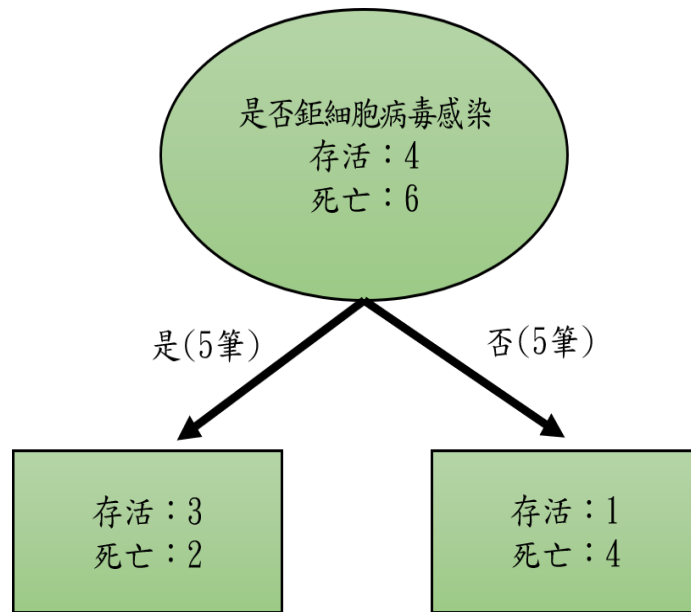 是否鉅細胞病毒感染
存活：4
死亡：6
是(5筆)
否(5筆)
存活：3
死亡：2
存活：1
死亡：4